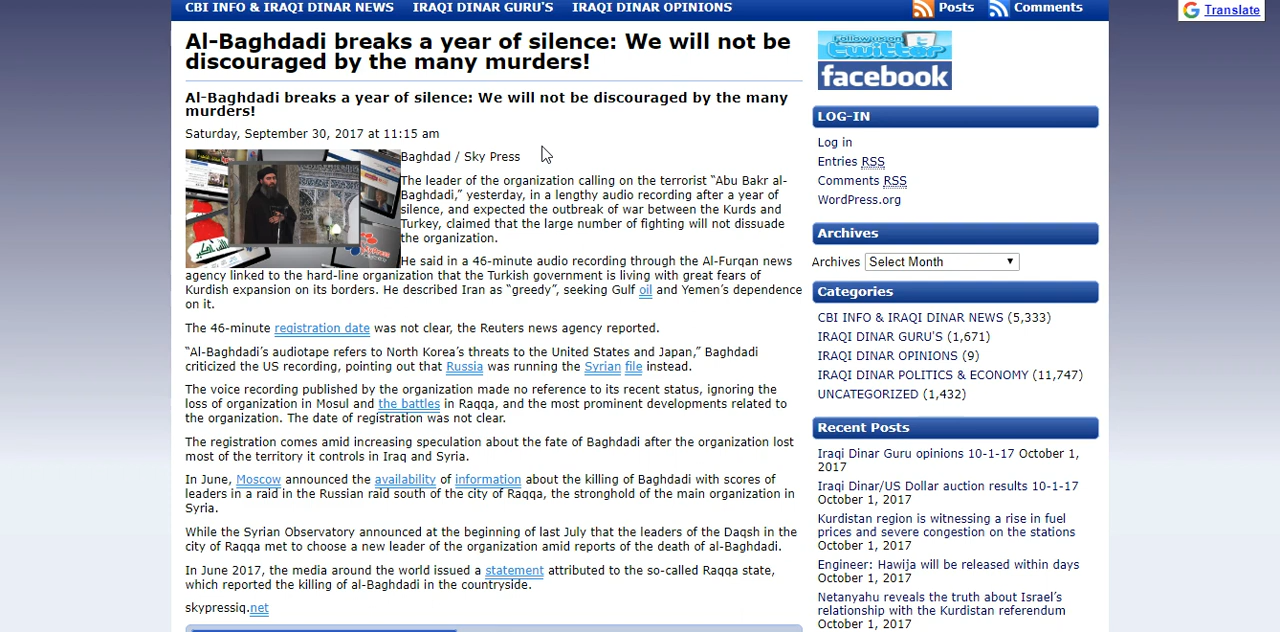 CBI INFO & IRAQI DINAR NEWS IRAQI DINAR GURU'S IRAQI DINAR OPINIONS Posts Comments
Translate
Al-Baghdadi breaks a year of silence: We will not be
discouraged by the many murders!
Al-Baghdadi breaks a year of silence: We will not be discouraged by the many
murders!
Saturday, September 30, 2017 at 11:15 am
Baghdad / Sky Press
The leader of the organization calling on the terrorist “Abu Bakr al-
Baghdadi,” yesterday, in a lengthy audio recording after a year of
silence, and expected the outbreak of war between the Kurds and
Turkey, claimed that the large number of fighting will not dissuade
the organization.
He said in a 46-minute audio recording through the Al-Furqan news
agency linked to the hard-line organization that the Turkish government is living with great fears of
Kurdish expansion on its borders. He described Iran as “greedy”, seeking Gulf oil and Yemen’s dependence
on it.
The 46-minute registration date was not clear, the Reuters news agency reported.
“Al-Baghdadi’s audiotape refers to North Korea’s threats to the United States and Japan,” Baghdadi
criticized the US recording, pointing out that Russia was running the Syrian file instead.
The voice recording published by the organization made no reference to its recent status, ignoring the
loss of organization in Mosul and the battles in Raqqa, and the most prominent developments related to
the organization. The date of registration was not clear.
The registration comes amid increasing speculation about the fate of Baghdadi after the organization lost
most of the territory it controls in Iraq and Syria.
In June, Moscow announced the availability of information about the killing of Baghdadi with scores of
leaders in a raid in the Russian raid south of the city of Raqqa, the stronghold of the main organization in
Syria.
While the Syrian Observatory announced at the beginning of last July that the leaders of the Daqsh in the
city of Raqqa met to choose a new leader of the organization amid reports of the death of al-Baghdadi.
In June 2017, the media around the world issued a statement attributed to the so-called Raqqa state,
which reported the killing of al-Baghdadi in the countryside.
skypressiq.net
Follow us on
twitter
facebook
LOG-IN
Log in
Entries RSS
Comments RSS
WordPress.org
Archives
Archives Select Month
Categories
CBI INFO & IRAQI DINAR NEWS (5,333)
IRAQI DINAR GURU'S (1,671)
IRAQI DINAR OPINIONS (9)
IRAQI DINAR POLITICS & ECONOMY (11,747)
UNCATEGORIZED (1,432)
Recent Posts
Iraqi Dinar Guru opinions 10-1-17 October 1,
2017
Iraqi Dinar/US Dollar auction results 10-1-17
October 1, 2017
Kurdistan region is witnessing a rise in fuel
prices and severe congestion on the stations
October 1, 2017
Engineer: Hawija will be released within days
October 1, 2017
Netanyahu reveals the truth about Israel’s
relationship with the Kurdistan referendum
October 1, 2017